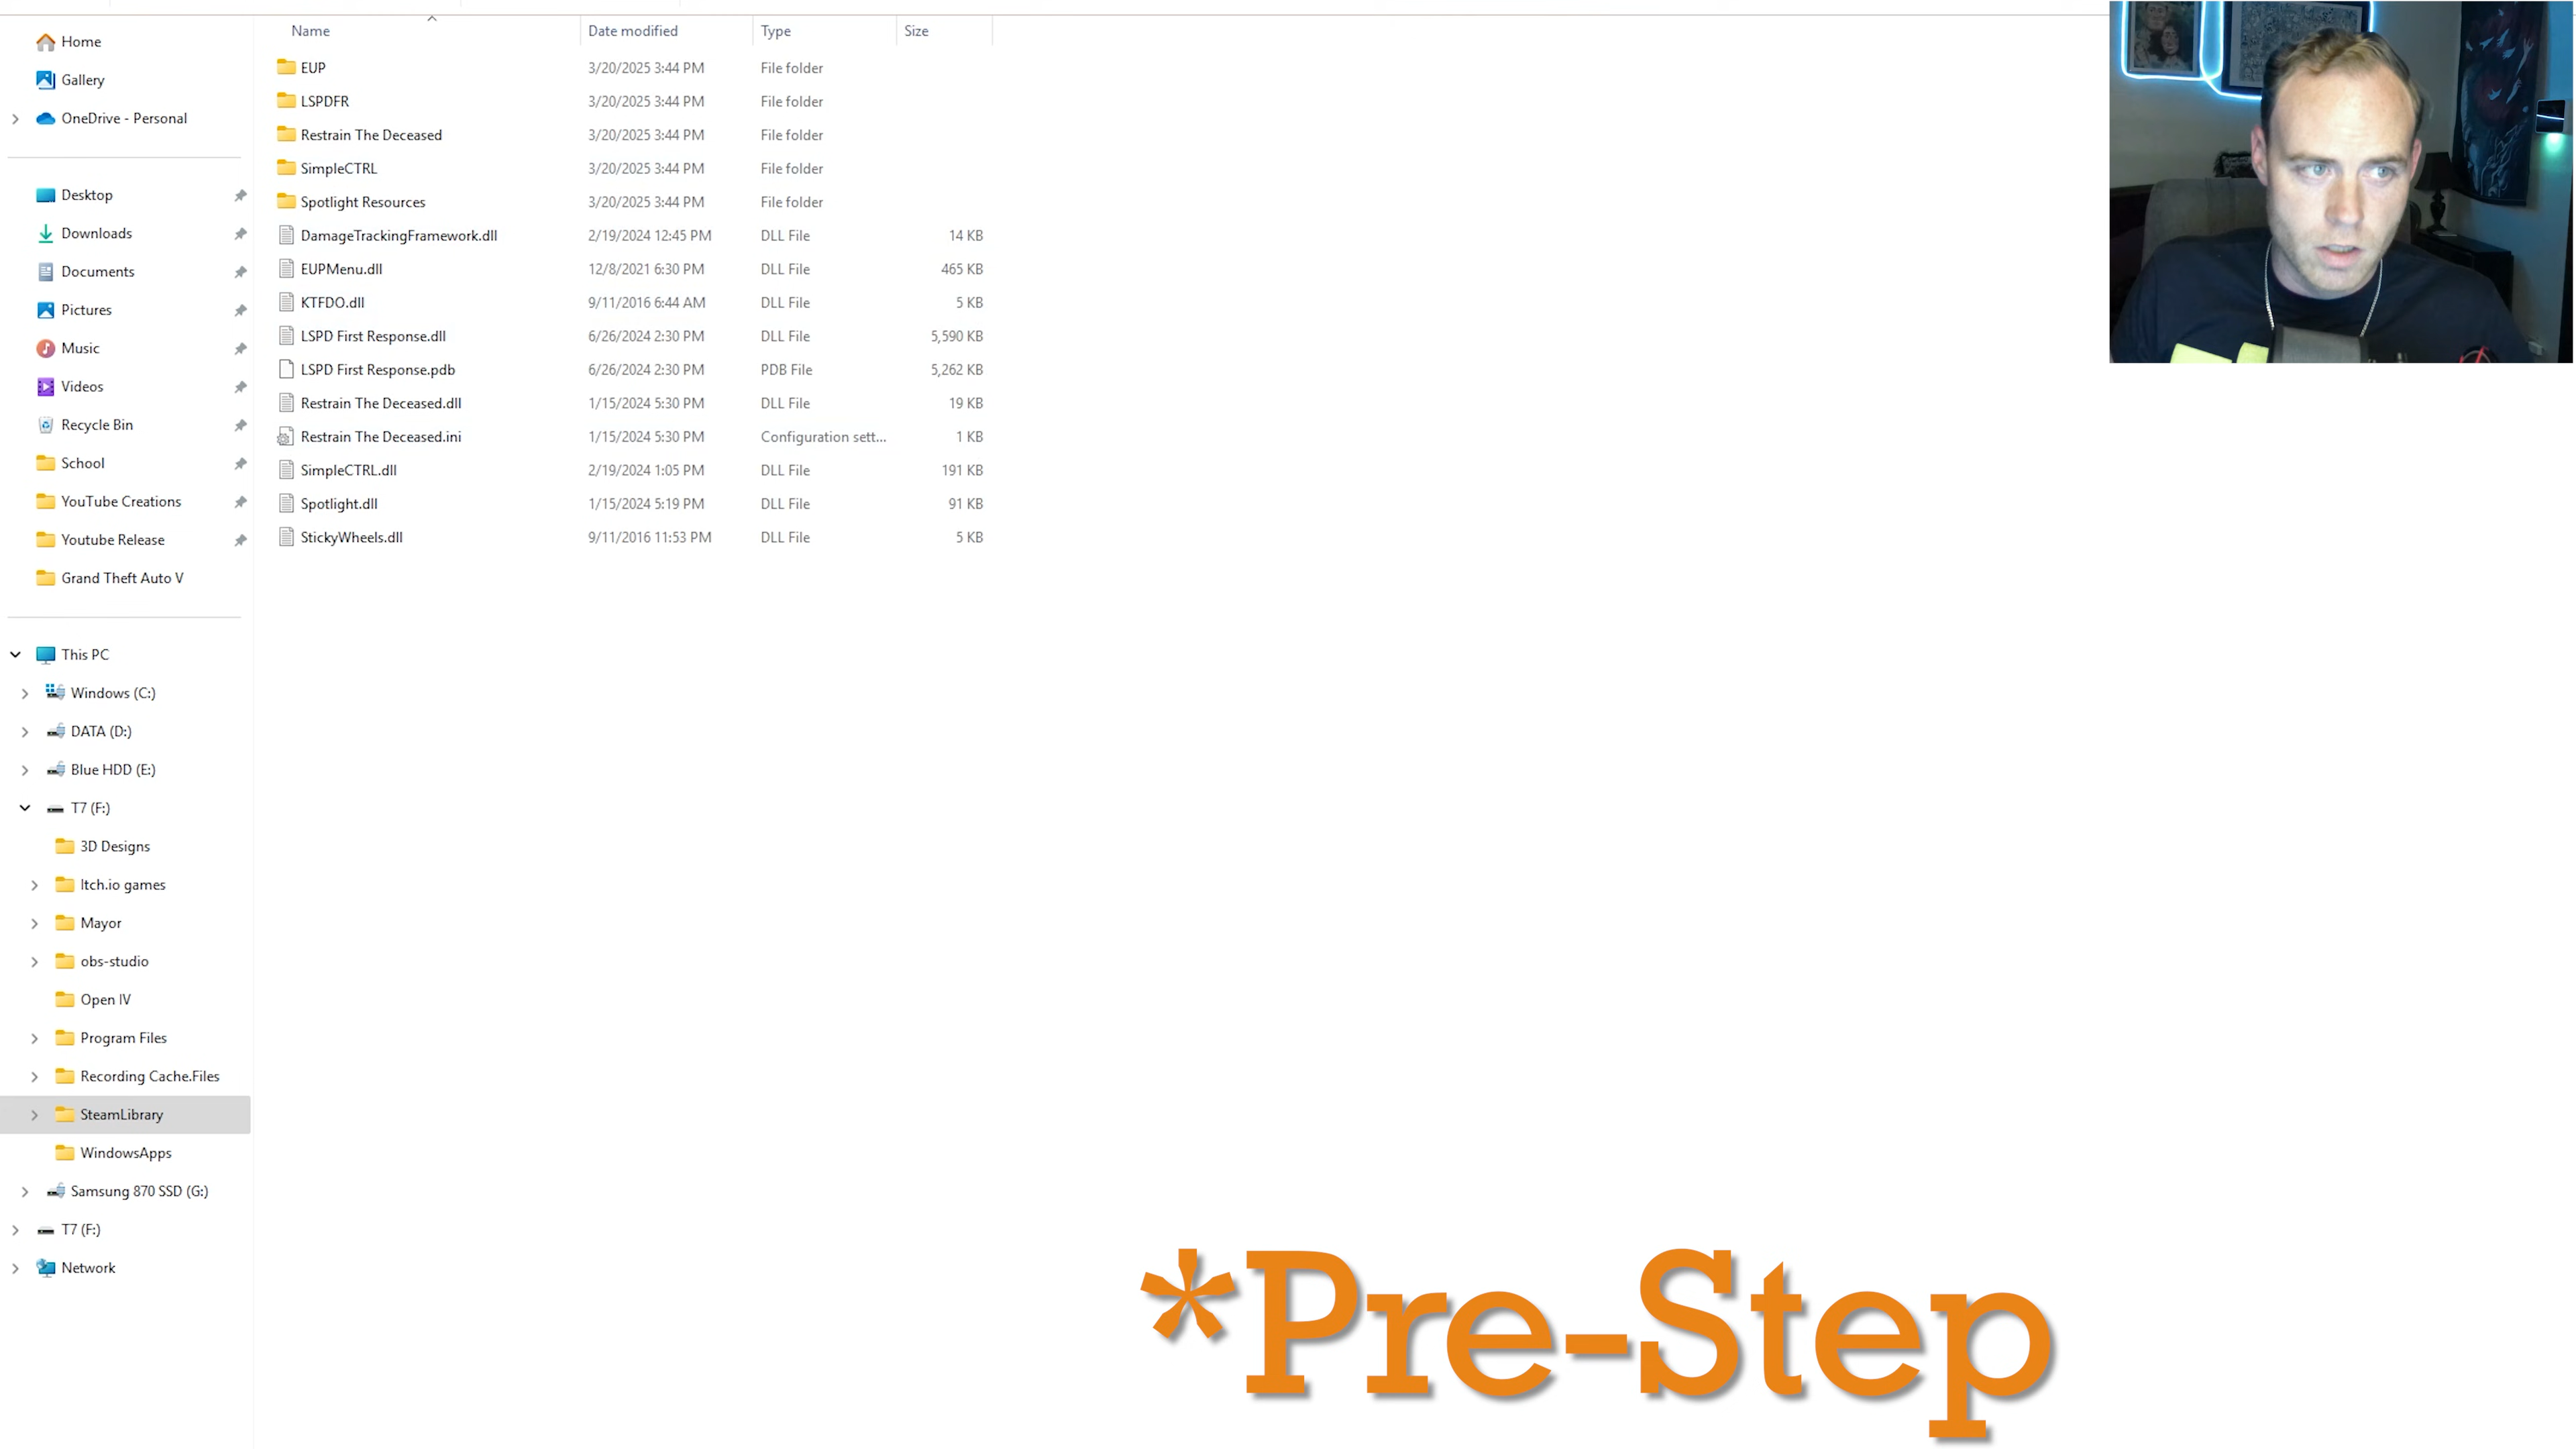 Home
Gallery
OneDrive - Personal
Desktop
Downloads
Documents
Pictures
Music
Videos
Recycle Bin
School
YouTube Creations
Youtube Release
Grand Theft Auto V
This PC
Windows (C:)
DATA (D:)
Blue HDD (E:)
T7 (F:)
3D Designs
Itch.io games
Mayor
obs-studio
Open IV
Program Files
Recording Cache.Files
SteamLibrary
WindowsApps
Samsung 870 SSD (G:)
T7 (F:)
Network
Name Date modified Type Size
EUP 3/20/2025 3:44 PM File folder
LSPDFR 3/20/2025 3:44 PM File folder
Restrain The Deceased 3/20/2025 3:44 PM File folder
SimpleCTRL 3/20/2025 3:44 PM File folder
Spotlight Resources 3/20/2025 3:44 PM File folder
DamageTrackingFramework.dll 2/19/2024 12:45 PM DLL File 14 KB
EUPMenu.dll 12/8/2021 6:30 PM DLL File 465 KB
KTFDO.dll 9/11/2016 6:44 AM DLL File 5 KB
LSPD First Response.dll 6/26/2024 2:30 PM DLL File 5,590 KB
LSPD First Response.pdb 6/26/2024 2:30 PM PDB File 5,262 KB
Restrain The Deceased.dll 1/15/2024 5:30 PM DLL File 19 KB
Restrain The Deceased.ini 1/15/2024 5:30 PM Configuration sett... 1 KB
SimpleCTRL.dll 2/19/2024 1:05 PM DLL File 191 KB
Spotlight.dll 1/15/2024 5:19 PM DLL File 91 KB
StickyWheels.dll 9/11/2016 11:53 PM DLL File 5 KB
*Pre-Step